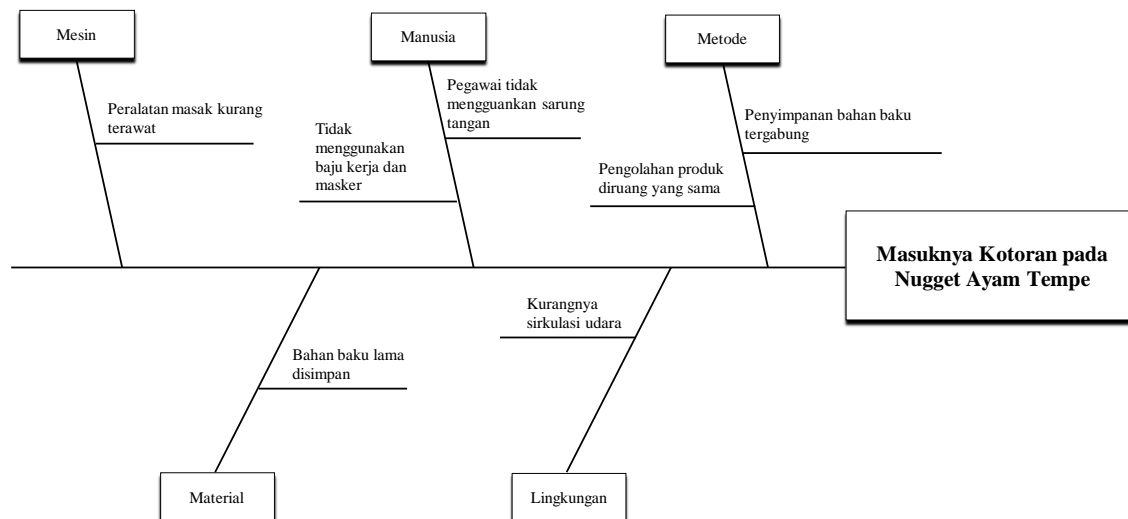 Mesin
Manusia
Metode
Peralatan masak kurang
terawat
Tidak
menggunakan
baju kerja dan
masker
Pegawai tidak
mengguankan sarung
tangan
Pengolahan produk
diruang yang sama
Penyimpanan bahan baku
tergabung
Masuknya Kotoran pada
Nugget Ayam Tempe
Bahan baku lama
disimpan
Kurangnya
sirkulasi udara
Material
Lingkungan